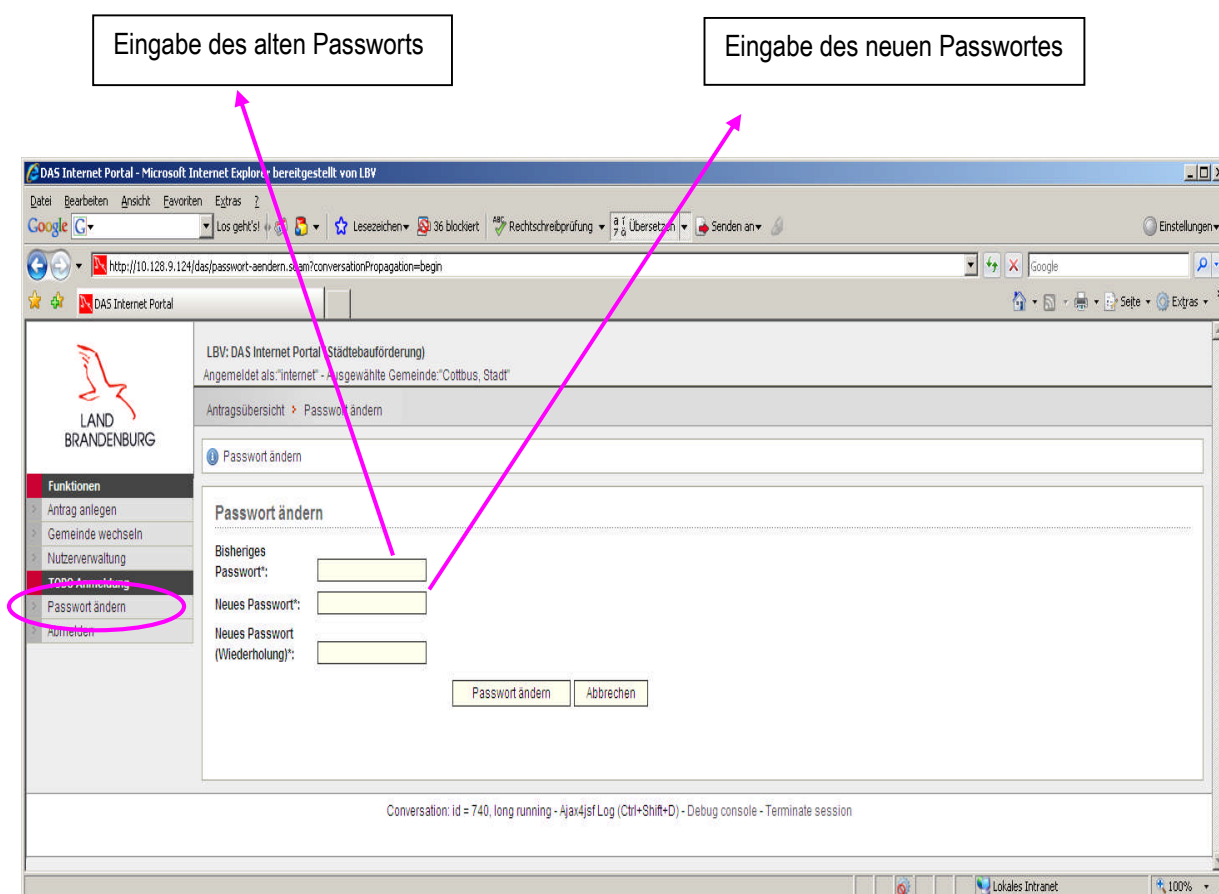 Eingabe des alten Passworts
Eingabe des neuen Passwortes
DAS Internet Portal - Microsoft Internet Explorer bereitgestellt von LBV
Datei Bearbeiten Ansicht Favoriten Extras ?
Google G Los geht's! Lesezeichen 36 blockiert ABC Rechtschreibprüfung Übersetzen Senden an Einstellungen
http://10.128.9.124/das/passwort-aendern.seam?conversationPropagation=begin Google
DAS Internet Portal Seite Extras
LAND
BRANDENBURG
LBV: DAS Internet Portal (Städtebauförderung)
Angemeldet als:"internet" - Ausgewählte Gemeinde:"Cottbus, Stadt"
Antragsübersicht > Passwort ändern
Passwort ändern
Funktionen
Antrag anlegen
Gemeinde wechseln
Nutzerverwaltung
TODO Anmeldung
Passwort ändern
Abmelden
Passwort ändern
Bisheriges
Passwort*:
Neues Passwort*:
Neues Passwort
(Wiederholung)*:
Passwort ändern Abbrechen
Conversation: id = 740, long running - Ajax4jsf Log (Ctrl+Shift+D) - Debug console - Terminate session
Lokales Intranet 100%